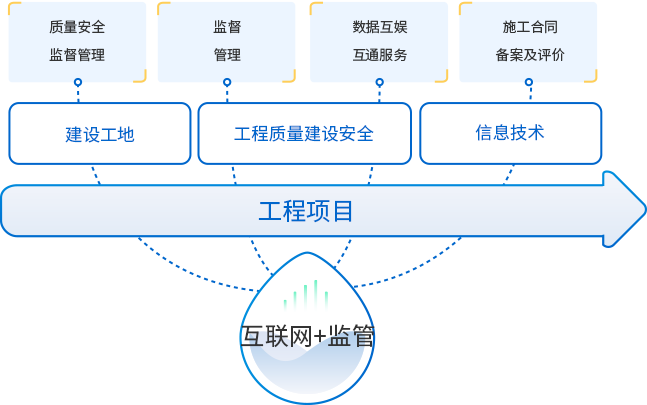 质量安全
监督管理
监督
管理
数据互娱
互通服务
施工合同
备案及评价
建设工地
工程质量建设安全
信息技术
工程项目
互联网+监管